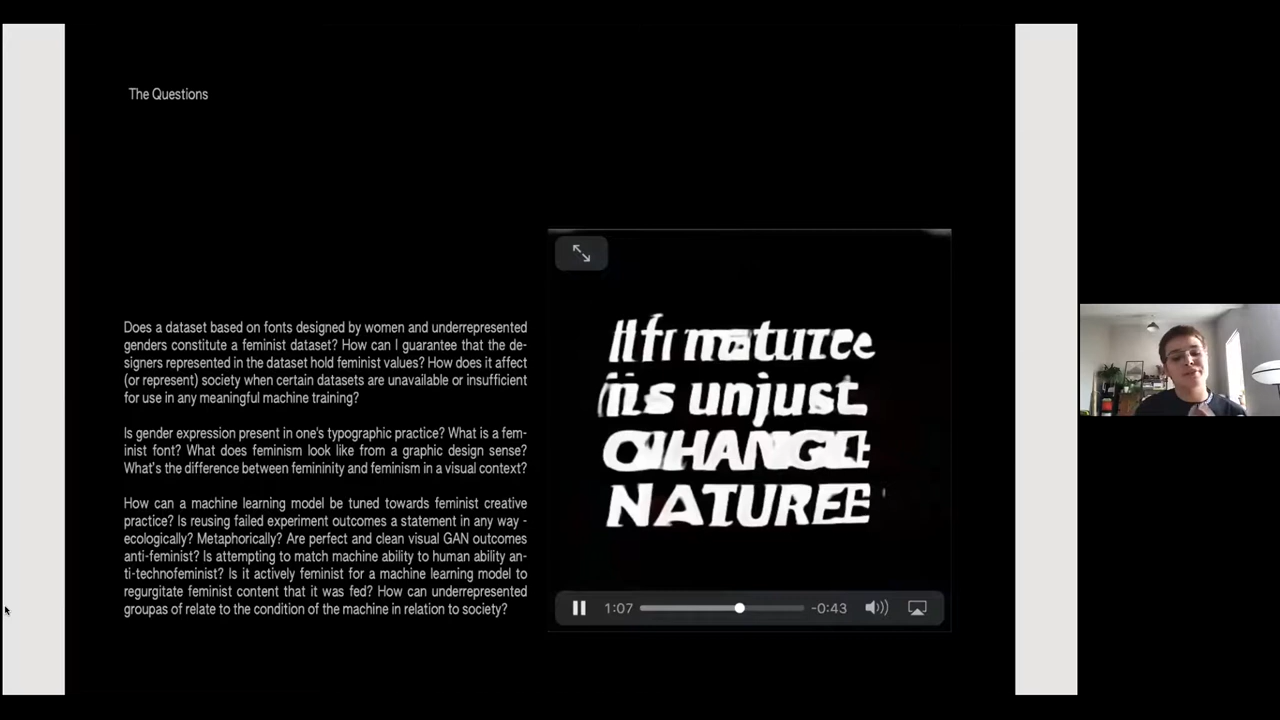 The Questions
Does a dataset based on fonts designed by women and underrepresented
genders constitute a feminist dataset? How can I guarantee that the de-
signers represented in the dataset hold feminist values? How does it affect
(or represent) society when certain datasets are unavailable or insufficient
for use in any meaningful machine training?
Is gender expression present in one's typographic practice? What is a fem-
inist font? What does feminism look like from a graphic design sense?
What's the difference between femininity and feminism in a visual context?
How can a machine learning model be tuned towards feminist creative
practice? Is reusing failed experiment outcomes a statement in any way -
ecologically? Metaphorically? Are perfect and clean visual GAN outcomes
anti-feminist? Is attempting to match machine ability to human ability an-
ti-technofeminist? Is it actively feminist for a machine learning model to
regurgitate feminist content that it was fed? How can underrepresented
groupas of relate to the condition of the machine in relation to society?
unjust
1:07
-0:43